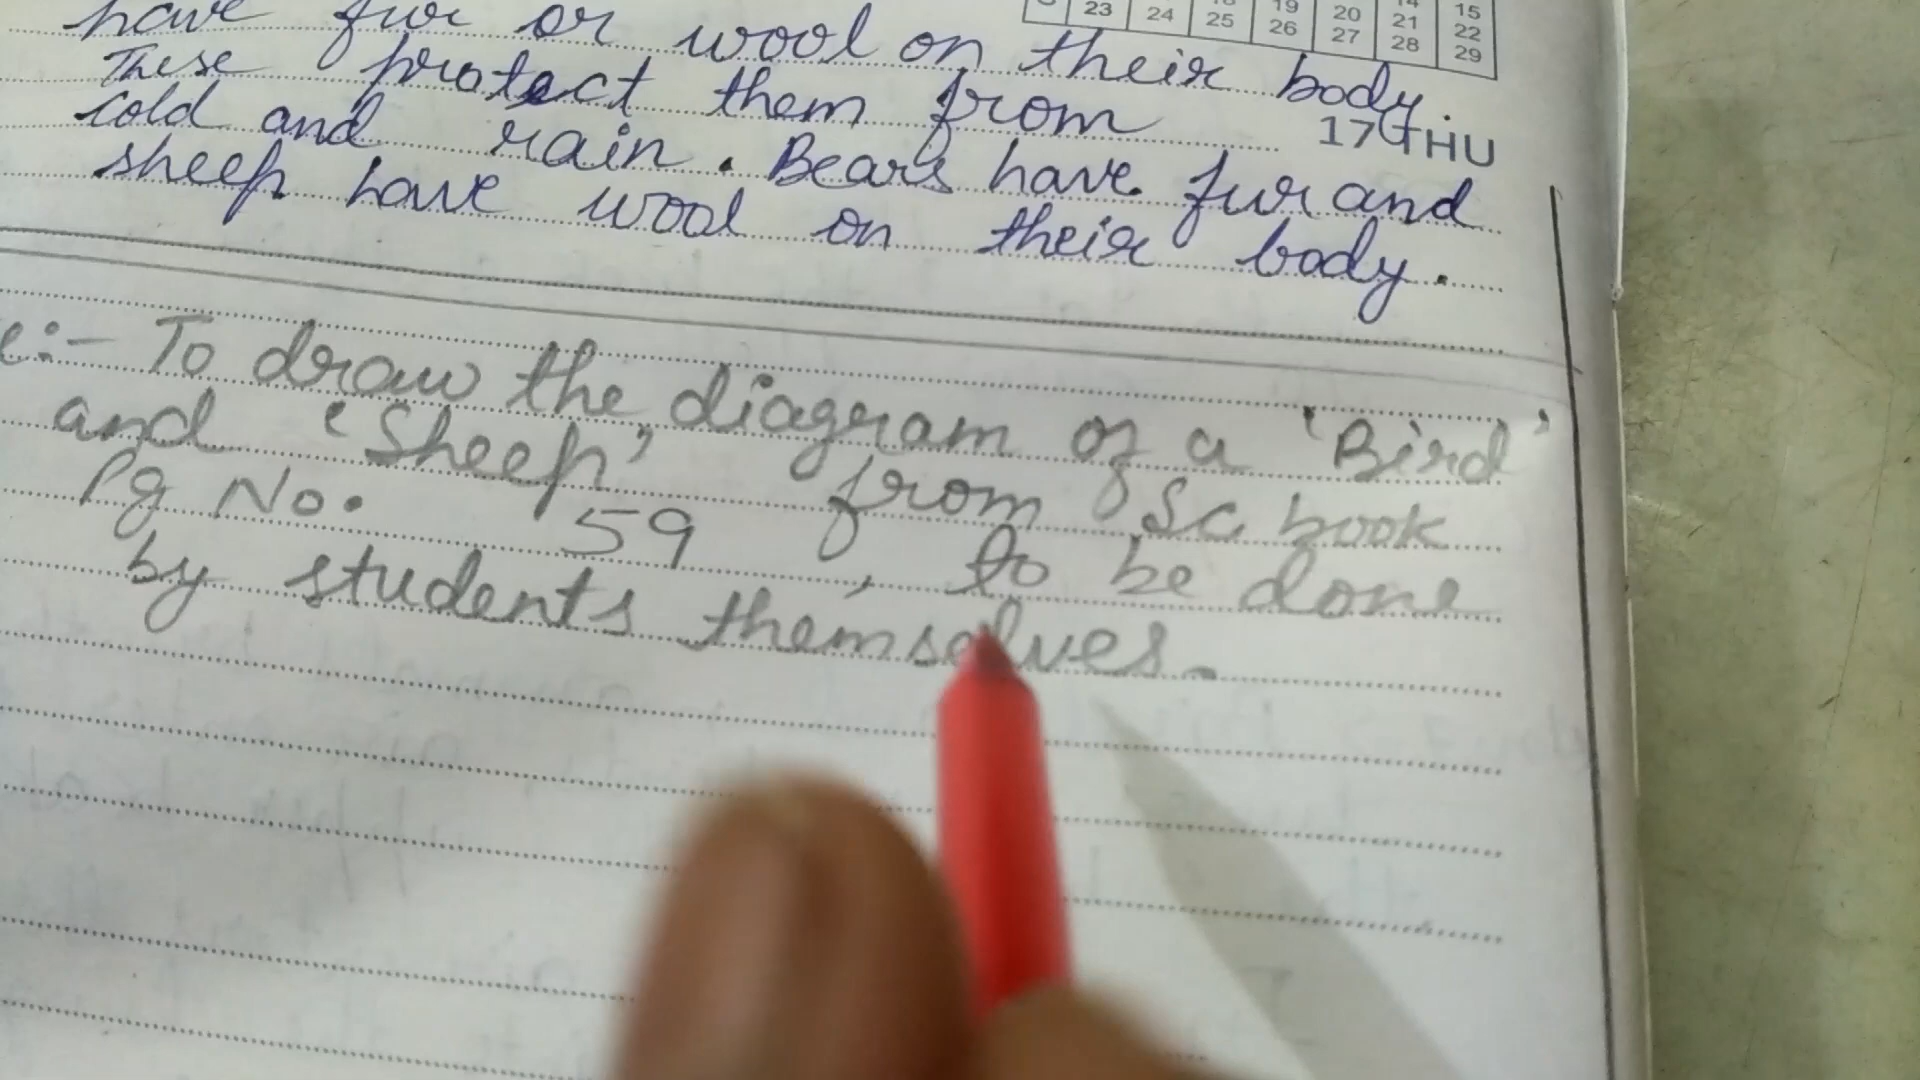 have fur or wool on their body.
These protect them from
cold and rain. Bears have fur and
sheep have wool on their body.
17 THU
23 24 25 26 27 28 29
19 20 21 22
15
e:- To draw the diagram of a 'Bird'
and 'Sheep' from Sc book
Pg No. 59, to be done
by students themselves.